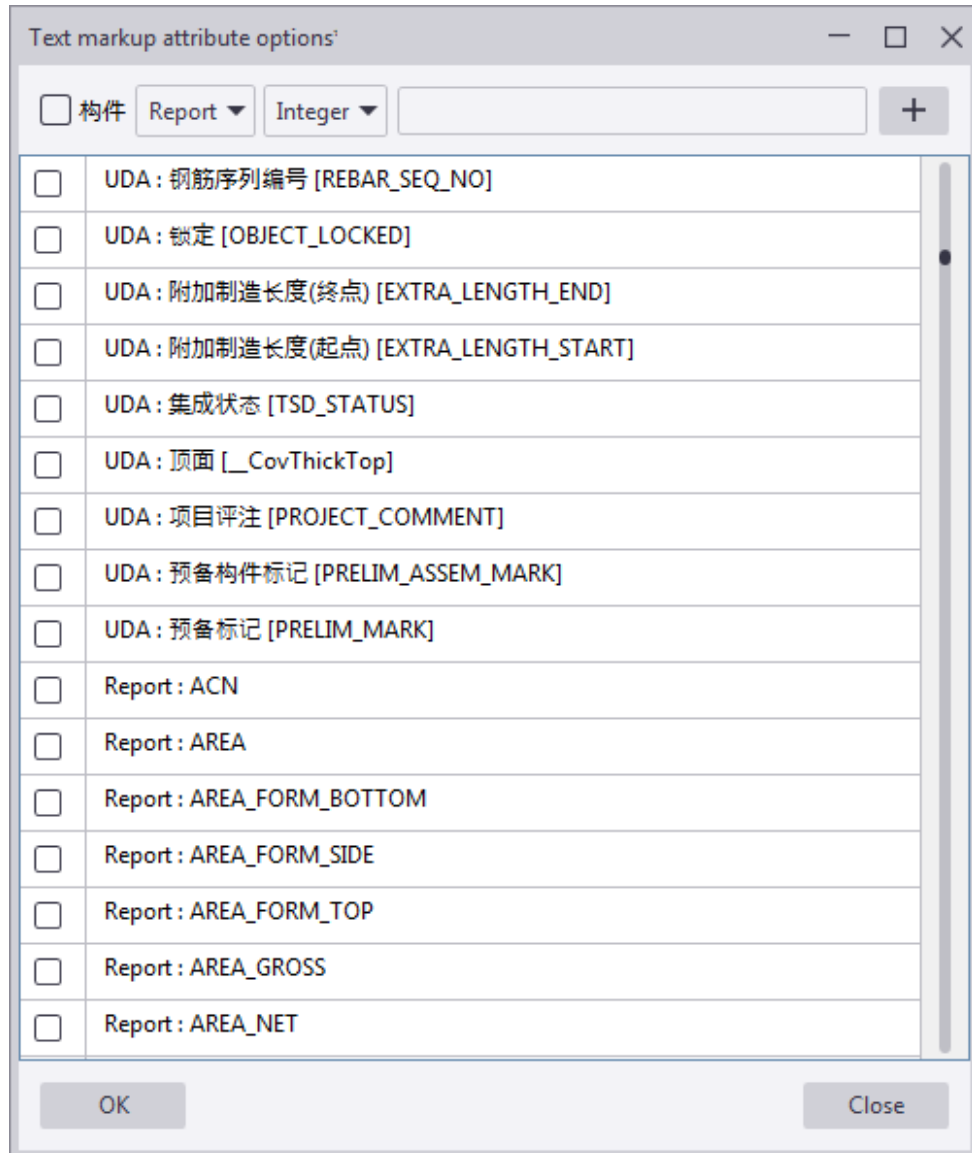 Text markup attribute options
构件 Report Integer +
UDA : 钢筋序列编号 [REBAR_SEQ_NO]
UDA : 锁定 [OBJECT_LOCKED]
UDA : 附加制造长度(终点) [EXTRA_LENGTH_END]
UDA : 附加制造长度(起点) [EXTRA_LENGTH_START]
UDA : 集成状态 [TSD_STATUS]
UDA : 顶面 [__CovThickTop]
UDA : 项目评注 [PROJECT_COMMENT]
UDA : 预备构件标记 [PRELIM_ASSEM_MARK]
UDA : 预备标记 [PRELIM_MARK]
Report : ACN
Report : AREA
Report : AREA_FORM_BOTTOM
Report : AREA_FORM_SIDE
Report : AREA_FORM_TOP
Report : AREA_GROSS
Report : AREA_NET
OK Close